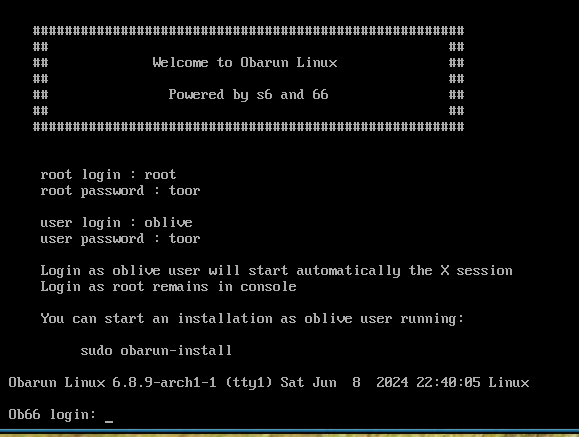 ######################################################
##                                                  ##
##             Welcome to Obarun Linux              ##
##                                                  ##
##               Powered by s6 and 66               ##
##                                                  ##
######################################################
root login : root
root password : toor
user login : oblive
user password : toor
Login as oblive user will start automatically the X session
Login as root remains in console
You can start an installation as oblive user running:
sudo obarun-install
Obarun Linux 6.8.9-arch1-1 (tty1) Sat Jun  8  2024 22:40:05 Linux
Ob66 login: _